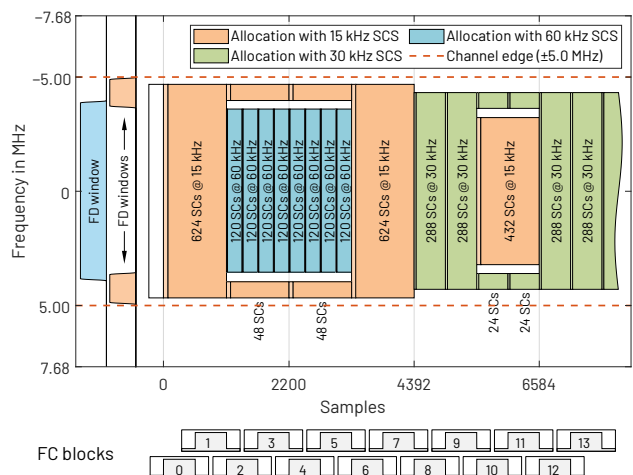 Allocation with 15 kHz SCS
Allocation with 60 kHz SCS
Allocation with 30 kHz SCS
Channel edge (±5.0 MHz)
−7.68
−5.00
0
5.00
7.68
Frequency in MHz
FD window
FD windows
624 SCs @ 15 kHz
120 SCs @ 60 kHz
120 SCs @ 60 kHz
120 SCs @ 60 kHz
120 SCs @ 60 kHz
120 SCs @ 60 kHz
120 SCs @ 60 kHz
120 SCs @ 60 kHz
120 SCs @ 60 kHz
48 SCs
48 SCs
624 SCs @ 15 kHz
288 SCs @ 30 kHz
288 SCs @ 30 kHz
432 SCs @ 15 kHz
24 SCs
24 SCs
288 SCs @ 30 kHz
288 SCs @ 30 kHz
0
2200
4392
6584
Samples
FC blocks
1 3 5 7 9 11 13
0 2 4 6 8 10 12